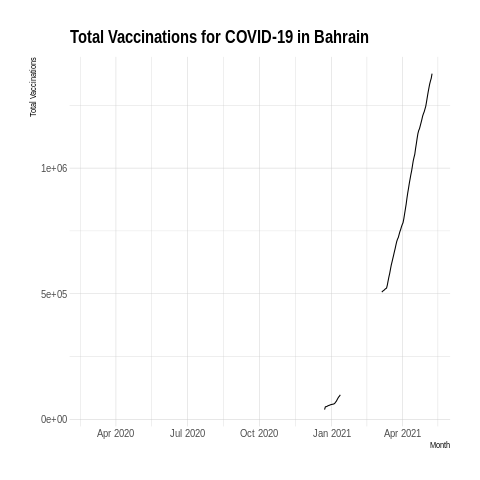 Total Vaccinations for COVID-19 in Bahrain
Total Vaccinations
1e+06
5e+05
0e+00
Apr 2020 Jul 2020 Oct 2020 Jan 2021 Apr 2021
Month